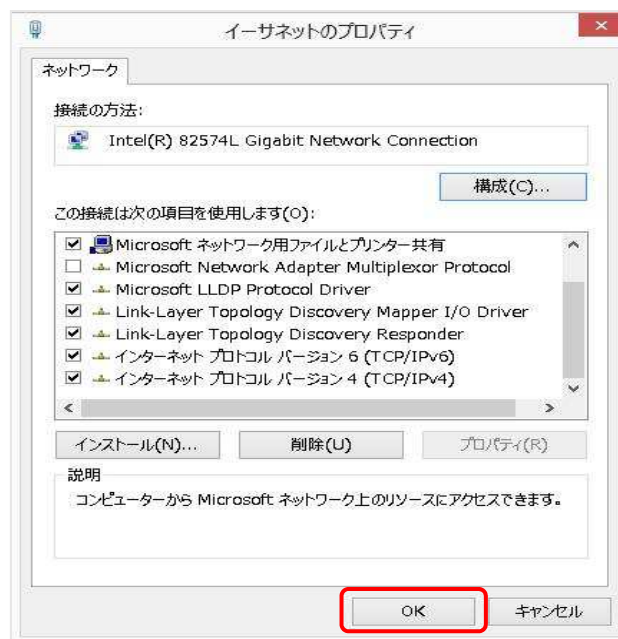 イーサネットのプロパティ
ネットワーク
接続の方法:
Intel(R) 82574L Gigabit Network Connection
構成(C)...
この接続は次の項目を使用します(O):
Microsoft ネットワーク用ファイルとプリンター共有
Microsoft Network Adapter Multiplexor Protocol
Microsoft LLDP Protocol Driver
Link-Layer Topology Discovery Mapper I/O Driver
Link-Layer Topology Discovery Responder
インターネット プロトコル バージョン 6 (TCP/IPv6)
インターネット プロトコル バージョン 4 (TCP/IPv4)
インストール(N)... 削除(U) プロパティ(R)
説明
コンピューターから Microsoft ネットワーク上のリソースにアクセスできます。
OK キャンセル